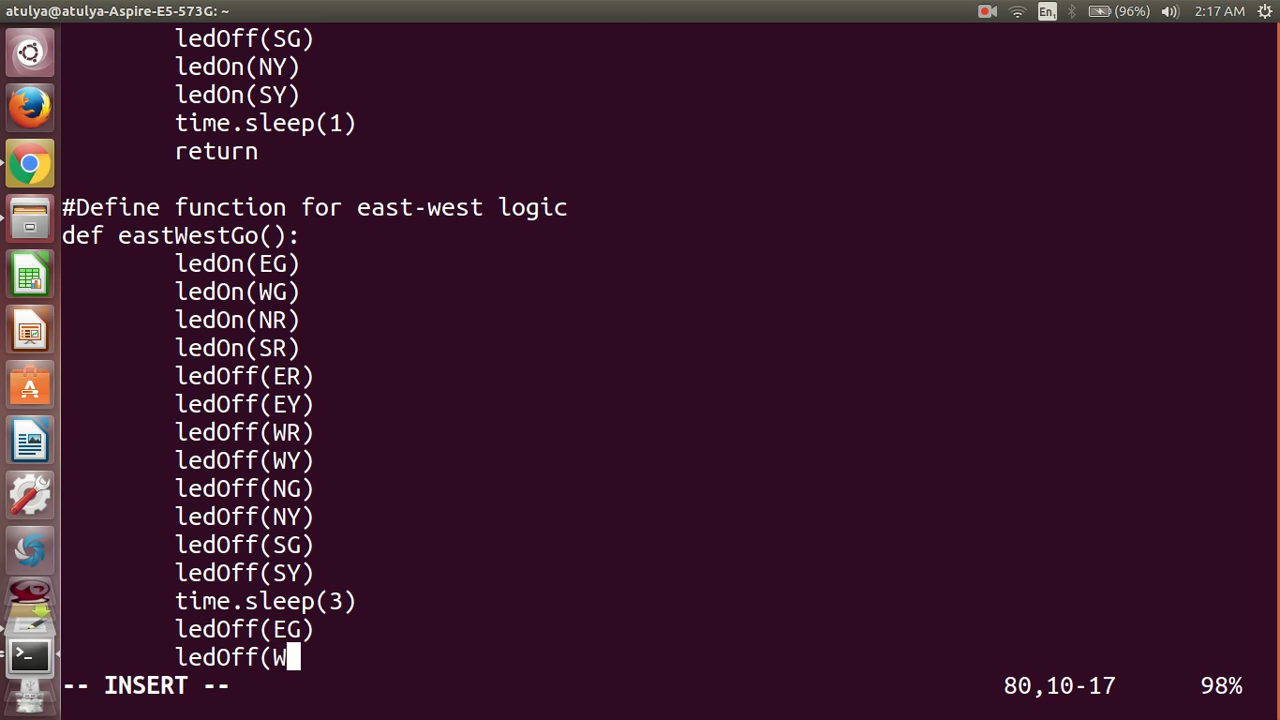 atulya@atulya-Aspire-E5-573G: ~
En1 (96%) 2:17 AM
ledOff(SG)
ledOn(NY)
ledOn(SY)
time.sleep(1)
return
#Define function for east-west logic
def eastWestGo():
ledOn(EG)
ledOn(WG)
ledOn(NR)
ledOn(SR)
ledOff(ER)
ledOff(EY)
ledOff(WR)
ledOff(WY)
ledOff(NG)
ledOff(NY)
ledOff(SG)
ledOff(SY)
time.sleep(3)
ledOff(EG)
ledOff(W
-- INSERT -- 80,10-17 98%